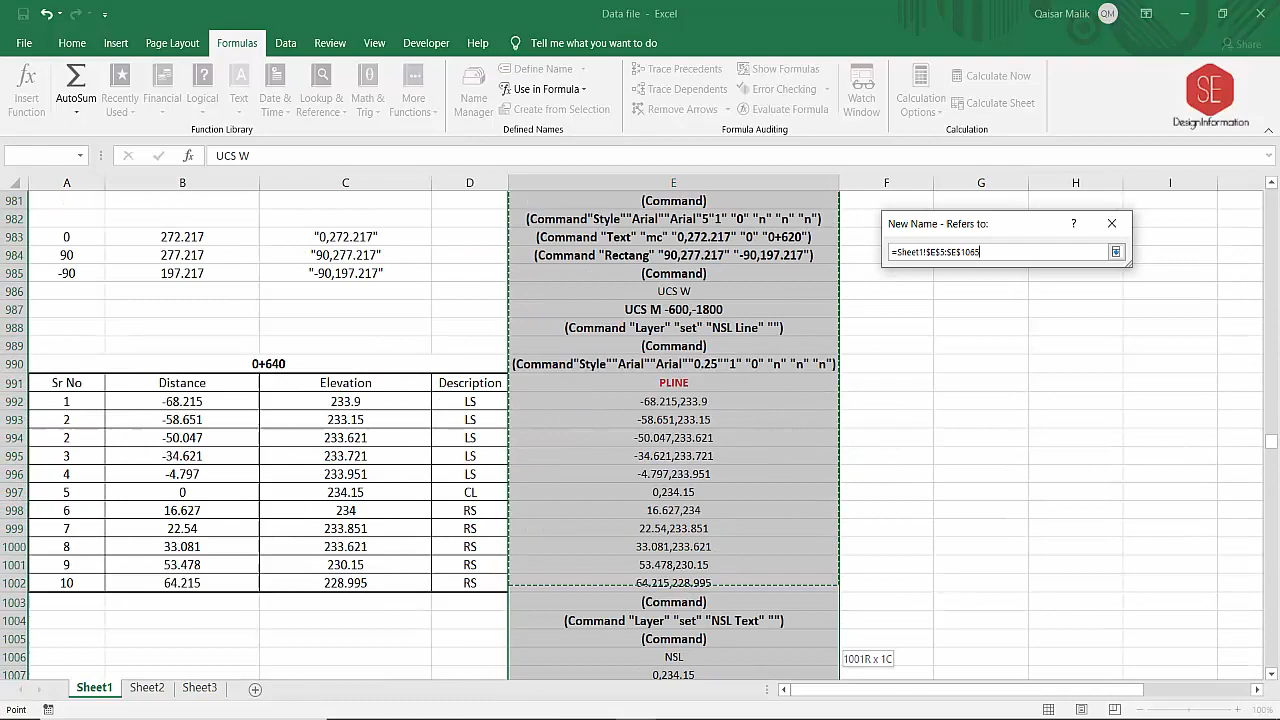 Data file - Excel
Qaisar Malik QM
File Home Insert Page Layout Formulas Data Review View Developer Help Tell me what you want to do Share
Insert Function
AutoSum
Recently Used
Financial
Logical
Text
Date & Time
Lookup & Reference
Math & Trig
More Functions
Function Library
Name Manager
Define Name
Use in Formula
Create from Selection
Defined Names
Trace Precedents
Trace Dependents
Remove Arrows
Show Formulas
Error Checking
Evaluate Formula
Formula Auditing
Watch Window
Calculation Options
Calculate Now
Calculate Sheet
Calculation
SE
DesignInformation
fx UCS W
A B C D E F G H I
981 (Command)
982 (Command"Style""Arial""Arial"5"1" "0" "n" "n" "n")
983 0 272.217 "0,272.217" (Command "Text" "mc" "0,272.217" "0" "0+620")
984 90 277.217 "90,277.217" (Command "Rectang" "90,277.217" "-90,197.217")
985 -90 197.217 "-90,197.217" (Command)
986 UCS W
987 UCS M -600,-1800
988 (Command "Layer" "set" "NSL Line" "")
989 (Command)
990 0+640 (Command"Style""Arial""Arial""0.25""1" "0" "n" "n" "n")
991 Sr No Distance Elevation Description PLINE
992 1 -68.215 233.9 LS -68.215,233.9
993 2 -58.651 233.15 LS -58.651,233.15
994 2 -50.047 233.621 LS -50.047,233.621
995 3 -34.621 233.721 LS -34.621,233.721
996 4 -4.797 233.951 LS -4.797,233.951
997 5 0 234.15 CL 0,234.15
998 6 16.627 234 RS 16.627,234
999 7 22.54 233.851 RS 22.54,233.851
1000 8 33.081 233.621 RS 33.081,233.621
1001 9 53.478 230.15 RS 53.478,230.15
1002 10 64.215 228.995 RS 64.215,228.995
1003 (Command)
1004 (Command "Layer" "set" "NSL Text" "")
1005 (Command)
1006 NSL
1007 0,234.15
New Name - Refers to: ?
=Sheet1!$E$5:$E$1065
1001R x 1C
Sheet1 Sheet2 Sheet3
Point
100%